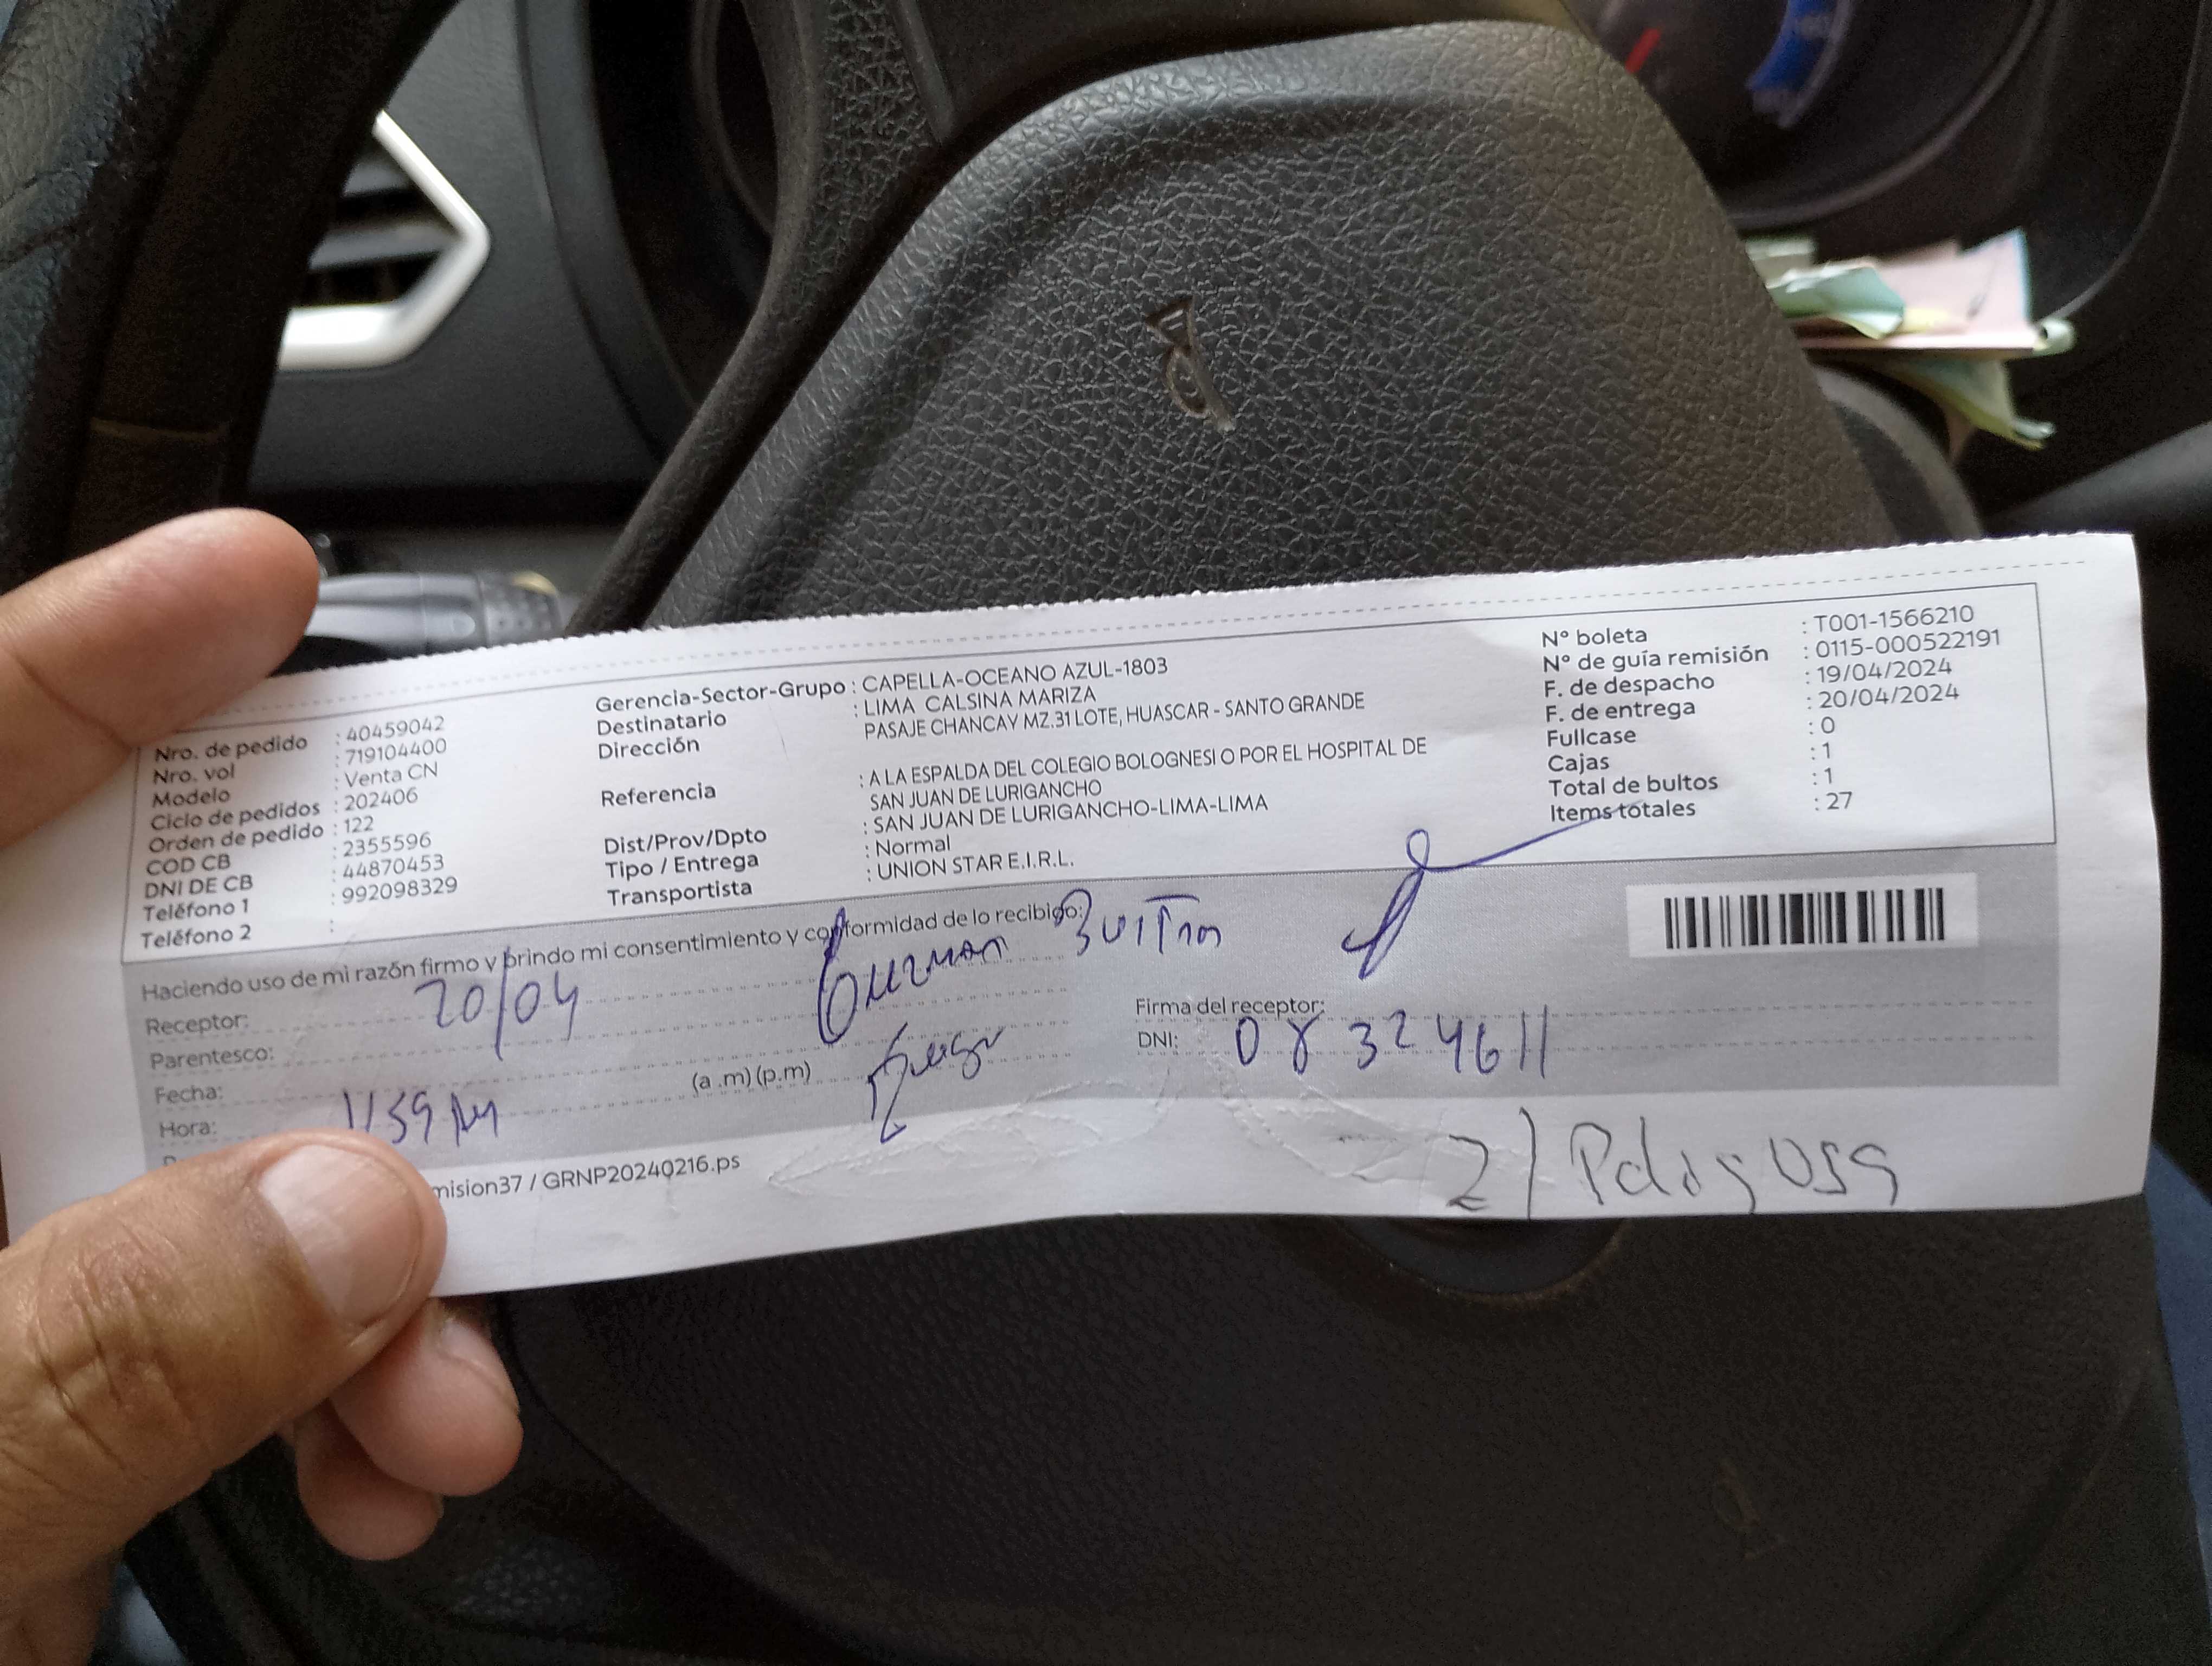 Nro. de pedido : 40459042
Nro. vol : 719104400
Modelo : Venta CN
Ciclo de pedidos : 202406
Orden de pedido : 122
COD CB : 2355596
DNI DE CB : 44870453
Teléfono 1 : 992098329
Teléfono 2 :
Gerencia-Sector-Grupo : CAPELLA-OCEANO AZUL-1803
Destinatario : LIMA CALSINA MARIZA
Dirección PASAJE CHANCAY MZ.31 LOTE, HUASCAR - SANTO GRANDE
Referencia : A LA ESPALDA DEL COLEGIO BOLOGNESI O POR EL HOSPITAL DE
SAN JUAN DE LURIGANCHO
Dist/Prov/Dpto : SAN JUAN DE LURIGANCHO-LIMA-LIMA
Tipo / Entrega : Normal
Transportista : UNION STAR E.I.R.L.
N° boleta : T001-1566210
N° de guía remisión : 0115-000522191
F. de despacho : 19/04/2024
F. de entrega : 20/04/2024
Fullcase : 0
Cajas : 1
Total de bultos : 1
Items totales : 27
Haciendo uso de mi razón firmo y brindo mi consentimiento y conformidad de lo recibido:
Receptor: 20/04 Guzman Buitron
Parentesco:
Fecha: (a .m) (p.m)
Hora: 1159 AM
Firma del receptor:
DNI: 08324611
mision37 / GRNP20240216.ps
2/